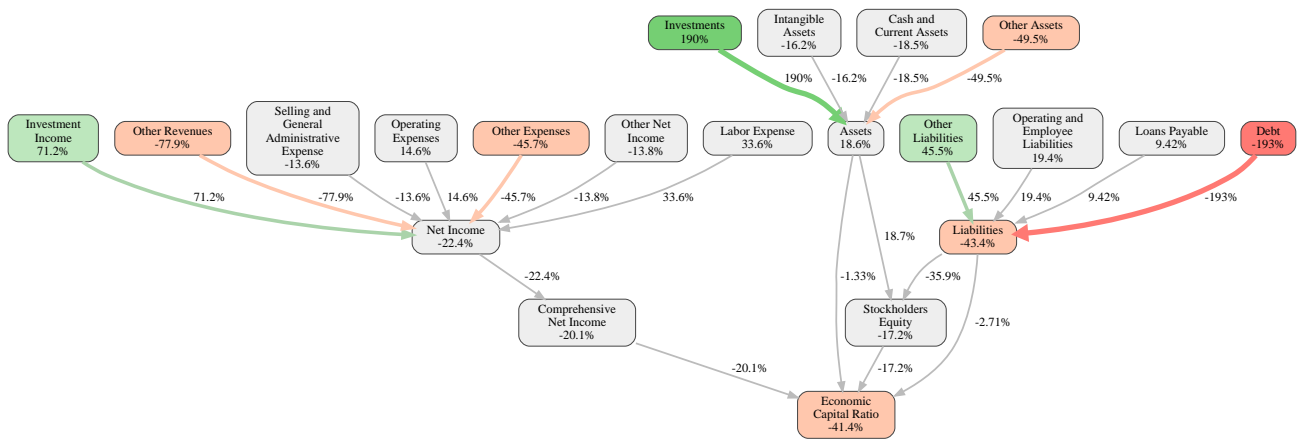 Investments
190%
Intangible
Assets
-16.2%
Cash and
Current Assets
-18.5%
Other Assets
-49.5%
190%
-16.2%
-18.5%
-49.5%
Investment
Income
71.2%
Other Revenues
-77.9%
Selling and
General
Administrative
Expense
-13.6%
Operating
Expenses
14.6%
Other Expenses
-45.7%
Other Net
Income
-13.8%
Labor Expense
33.6%
Assets
18.6%
Other
Liabilities
45.5%
Operating and
Employee
Liabilities
19.4%
Loans Payable
9.42%
Debt
-193%
71.2%
-77.9%
-13.6%
14.6%
-45.7%
-13.8%
33.6%
45.5%
19.4%
9.42%
-193%
Net Income
-22.4%
Liabilities
-43.4%
-22.4%
-1.33%
18.7%
-35.9%
-2.71%
Comprehensive
Net Income
-20.1%
Stockholders
Equity
-17.2%
-20.1%
-17.2%
Economic
Capital Ratio
-41.4%